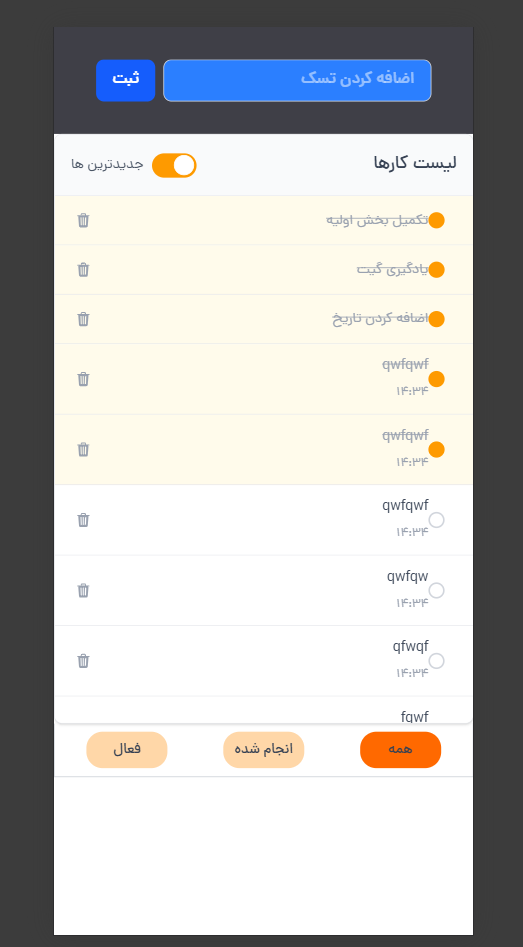 اضافه کردن تسک
ثبت
لیست کارها
جدیدترین ها
تکمیل بخش اولیه
یادگیری گیت
اضافه کردن تاریخ
qwfqwf
۱۴:۳۴
qwfqwf
۱۴:۳۴
qwfqwf
۱۴:۳۴
qwfqw
۱۴:۳۴
qfwqf
۱۴:۳۴
fqwf
همه
انجام شده
فعال